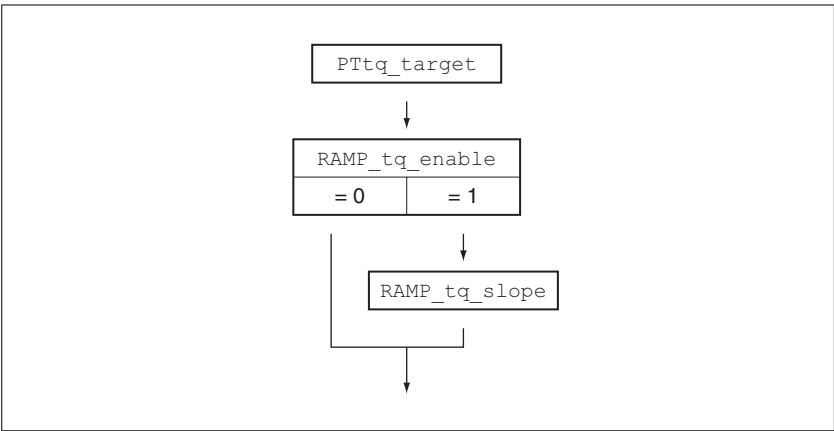 PTtq_target
RAMP_tq_enable
= 0 = 1
RAMP_tq_slope